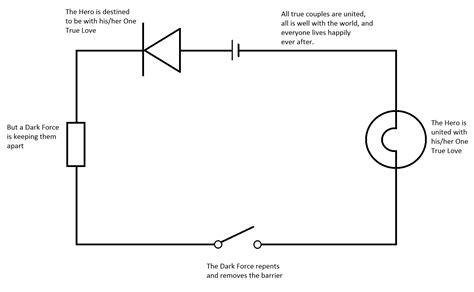 The Hero is destined
to be with his/her One
True Love
All true couples are united,
all is well with the world, and
everyone lives happily
ever after.
But a Dark Force
is keeping them
apart
The Hero is
united with
his/her One
True Love
The Dark Force repents
and removes the barrier